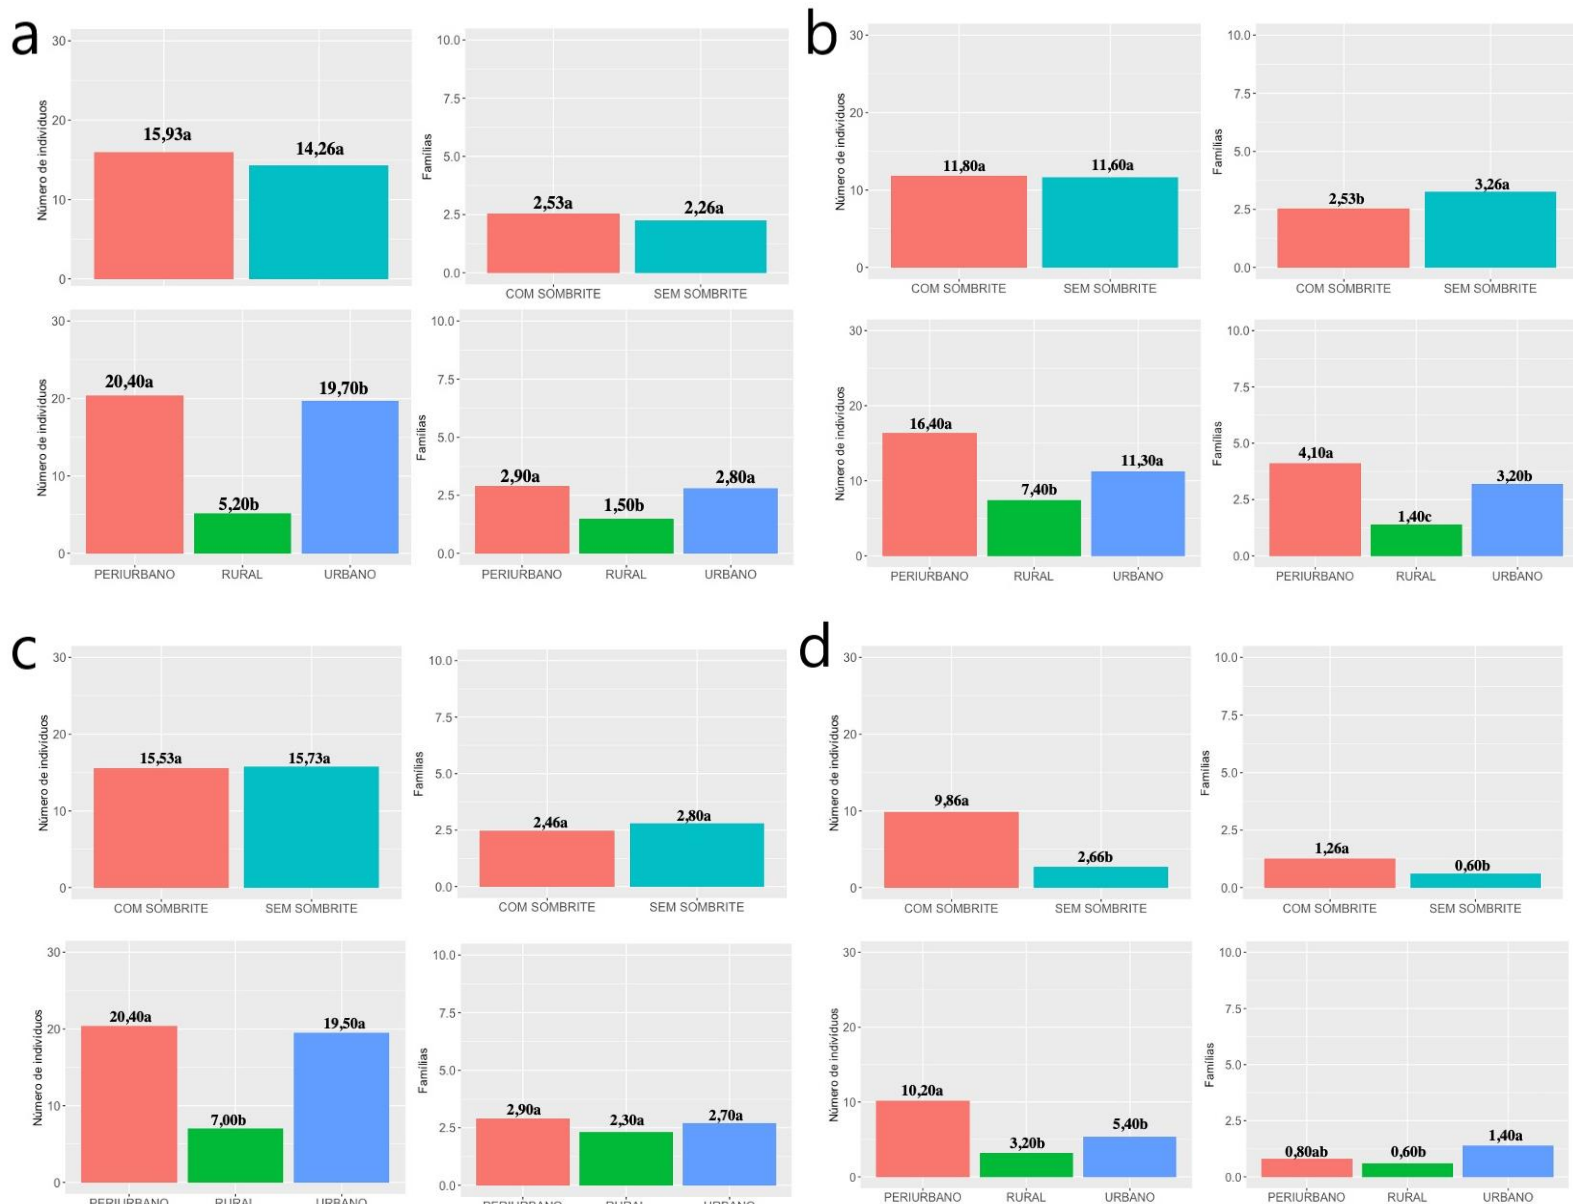 a
Número de indivíduos
30
20
10
0
15,93a
14,26a
Famílias
10.0
7.5
5.0
2.5
0.0
2,53a
2,26a
COM SOMBRITE
SEM SOMBRITE
Número de indivíduos
30
20
10
0
20,40a
5,20b
19,70b
PERIURBANO
RURAL
URBANO
Famílias
10.0
7.5
5.0
2.5
0.0
2,90a
1,50b
2,80a
PERIURBANO
RURAL
URBANO
b
Número de indivíduos
30
20
10
0
11,80a
11,60a
COM SOMBRITE
SEM SOMBRITE
Famílias
10.0
7.5
5.0
2.5
0.0
2,53b
3,26a
COM SOMBRITE
SEM SOMBRITE
Número de indivíduos
30
20
10
0
16,40a
7,40b
11,30a
PERIURBANO
RURAL
URBANO
Famílias
10.0
7.5
5.0
2.5
0.0
4,10a
1,40c
3,20b
PERIURBANO
RURAL
URBANO
c
Número de indivíduos
30
20
10
0
15,53a
15,73a
COM SOMBRITE
SEM SOMBRITE
Famílias
10.0
7.5
5.0
2.5
0.0
2,46a
2,80a
COM SOMBRITE
SEM SOMBRITE
Número de indivíduos
30
20
10
0
20,40a
7,00b
19,50a
PERIURBANO
RURAL
URBANO
Famílias
10.0
7.5
5.0
2.5
0.0
2,90a
2,30a
2,70a
PERIURBANO
RURAL
URBANO
d
Número de indivíduos
30
20
10
0
9,86a
2,66b
COM SOMBRITE
SEM SOMBRITE
Famílias
10.0
7.5
5.0
2.5
0.0
1,26a
0,60b
COM SOMBRITE
SEM SOMBRITE
Número de indivíduos
30
20
10
0
10,20a
3,20b
5,40b
PERIURBANO
RURAL
URBANO
Famílias
10.0
7.5
5.0
2.5
0.0
0,80ab
0,60b
1,40a
PERIURBANO
RURAL
URBANO